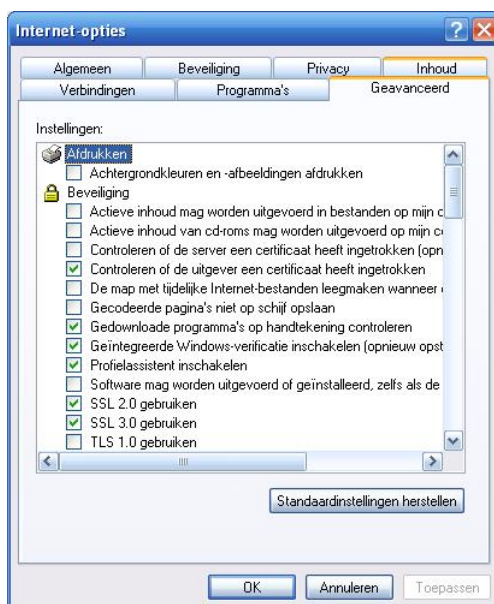 Internet-opties
Algemeen Beveiliging Privacy Inhoud
Verbindingen Programma's Geavanceerd
Instellingen:
Afdrukken
Achtergrondkleuren en -afbeeldingen afdrukken
Beveiliging
Actieve inhoud mag worden uitgevoerd in bestanden op mijn c
Actieve inhoud van cd-roms mag worden uitgevoerd op mijn c
Controleren of de server een certificaat heeft ingetrokken (opn
Controleren of de uitgever een certificaat heeft ingetrokken
De map met tijdelijke Internet-bestanden leegmaken wanneer
Gecodeerde pagina's niet op schijf opslaan
Gedownloade programma's op handtekening controleren
Geïntegreerde Windows-verificatie inschakelen (opnieuw opst
Profielassistent inschakelen
Software mag worden uitgevoerd of geïnstalleerd, zelfs als de
SSL 2.0 gebruiken
SSL 3.0 gebruiken
TLS 1.0 gebruiken
Standaardinstellingen herstellen
OK Annuleren Toepassen